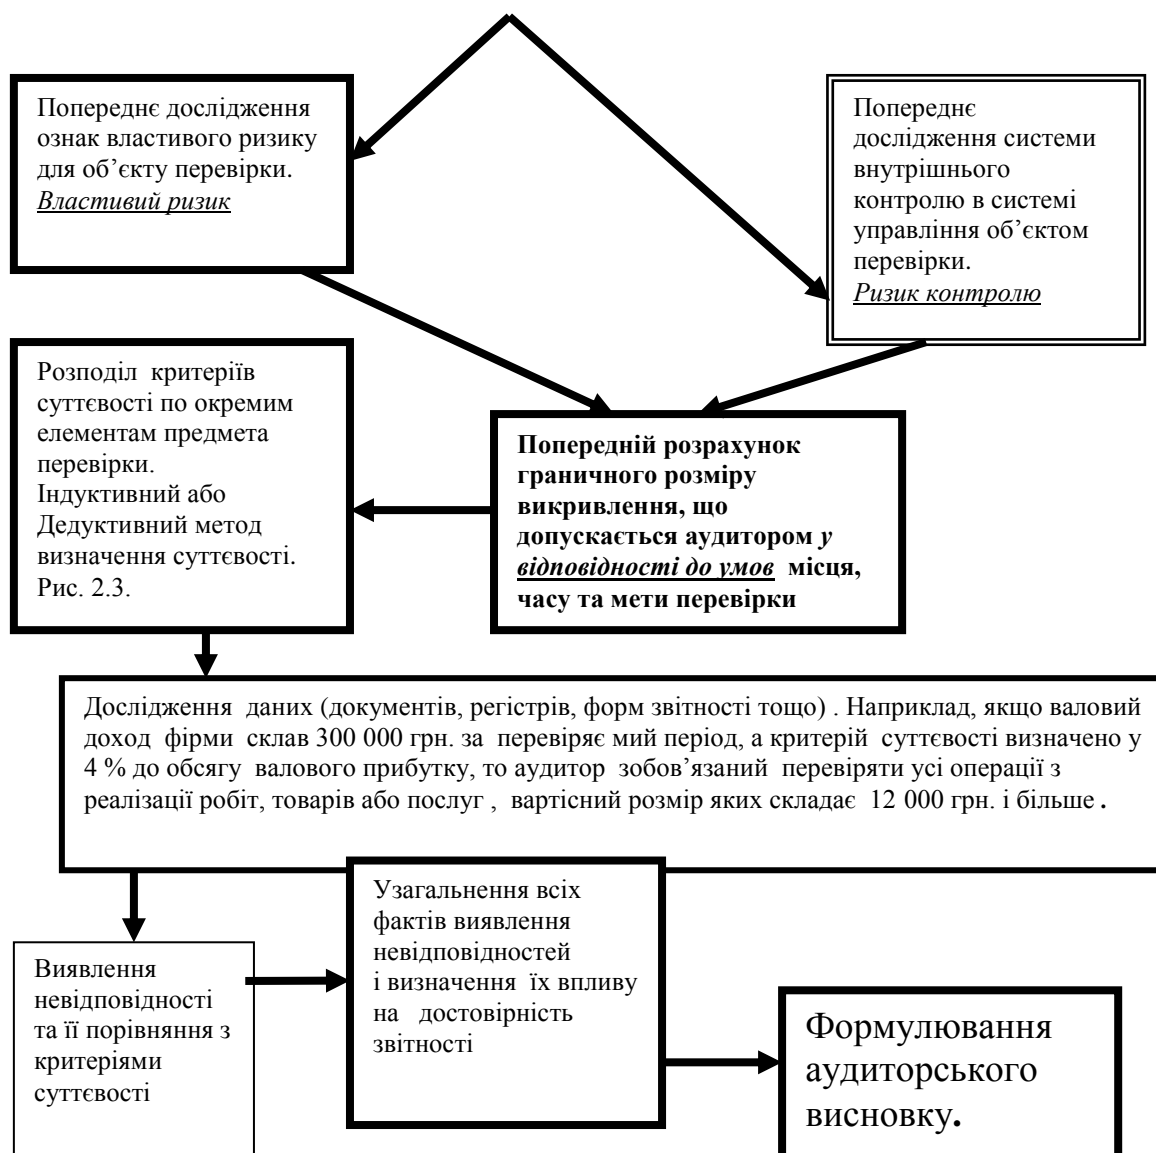 Попереднє дослідження
ознак властивого ризику
для об’єкту перевірки.
Властивий ризик
Попереднє
дослідження системи
внутрішнього
контролю в системі
управління об’єктом
перевірки.
Ризик контролю
Розподіл критеріїв
суттєвості по окремим
елементам предмета
перевірки.
Індуктивний або
Дедуктивний метод
визначення суттєвості.
Рис. 2.3.
Попередній розрахунок
граничного розміру
викривлення, що
допускається аудитором у
відповідності до умов місця,
часу та мети перевірки
Дослідження даних (документів, регістрів, форм звітності тощо) . Наприклад, якщо валовий
доход фірми склав 300 000 грн. за перевіряє мий період, а критерій суттєвості визначено у
4 % до обсягу валового прибутку, то аудитор зобов’язаний перевіряти усі операції з
реалізації робіт, товарів або послуг , вартісний розмір яких складає 12 000 грн. і більше .
Виявлення
невідповідності
та її порівняння з
критеріями
суттєвості
Узагальнення всіх
фактів виявлення
невідповідностей
і визначення їх впливу
на достовірність
звітності
Формулювання
аудиторського
висновку.